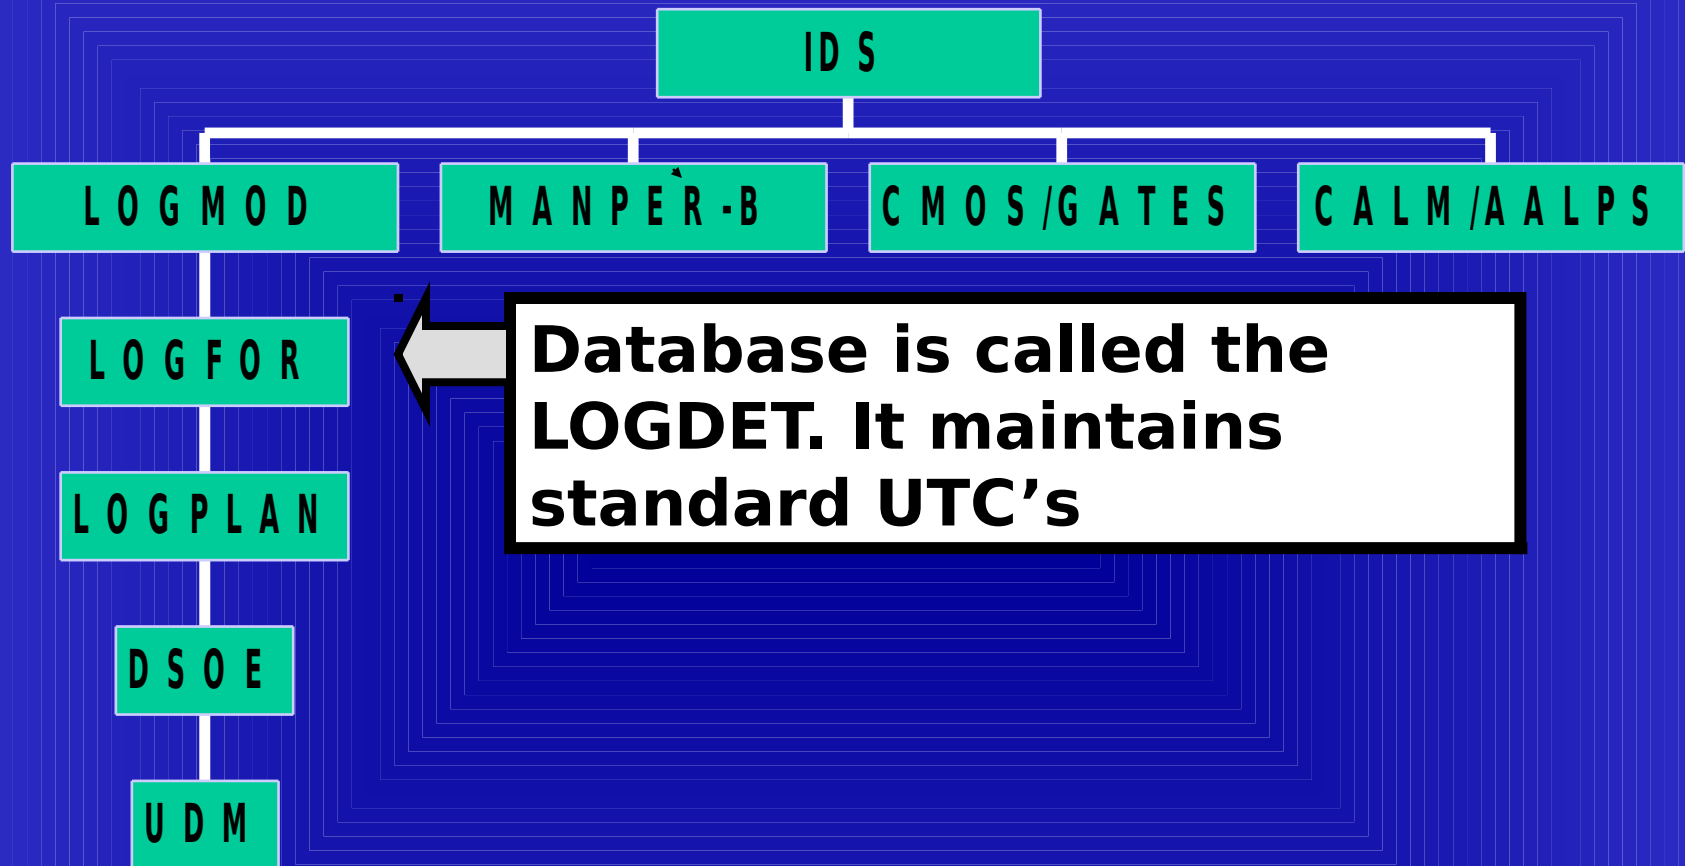 IDS
LOGMOD MANPER-B CMOS/GATES CALM/AALPS
LOGFOR
Database is called the
LOGDET. It maintains
standard UTC’s
LOGPLAN
DSOE
UDM